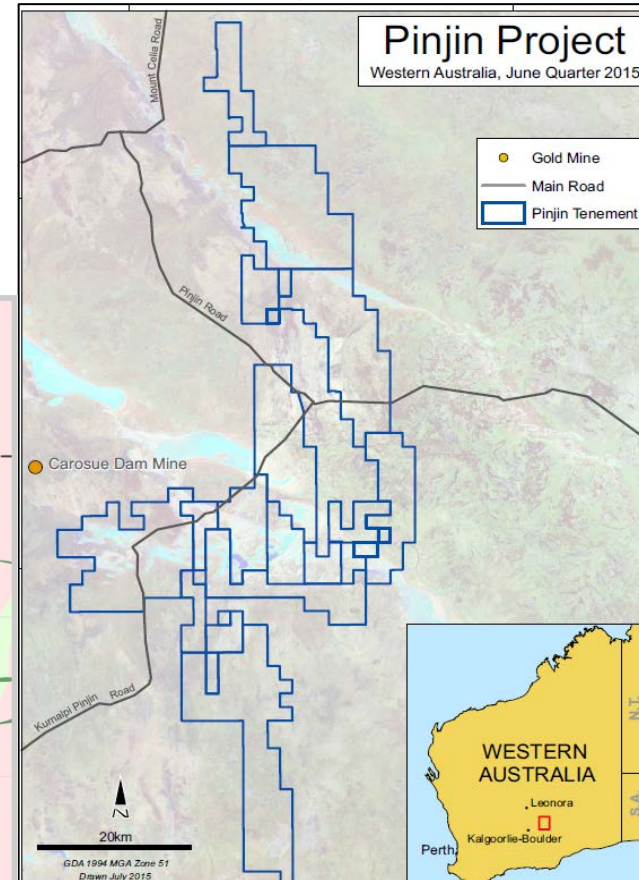 Pinjin Project
Western Australia, June Quarter 2015
Gold Mine
Main Road
Pinjin Tenement
Mount Celia Road
Pinjin Road
Carosue Dam Mine
Kurnalpi Pinjin Road
N
20km
GDA 1994 MGA Zone 51
Drawn July 2015
WESTERN
AUSTRALIA
N.T.
S.A.
Leonora
Kalgoorlie-Boulder
Perth